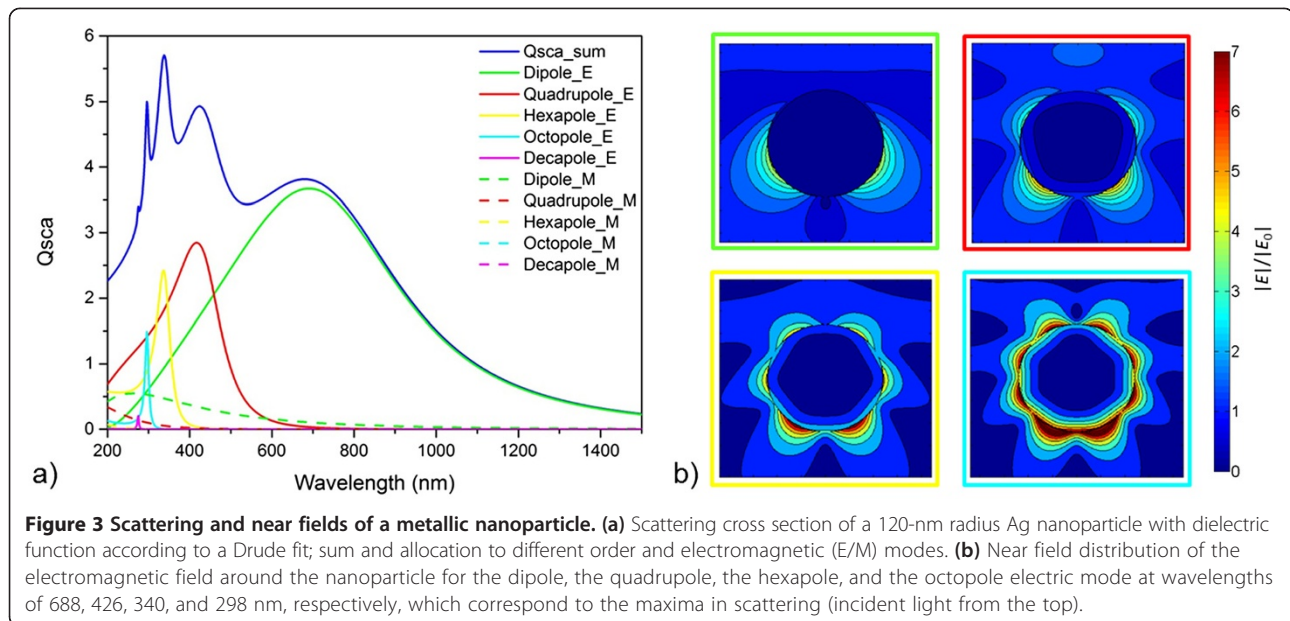 6
5
4
3
2
1
0
Qsca
200
400
600
800
1000
1200
1400
Wavelength (nm)
Qsca_sum
Dipole_E
Quadrupole_E
Hexapole_E
Octopole_E
Decapole_E
Dipole_M
Quadrupole_M
Hexapole_M
Octopole_M
Decapole_M
a)
b)
7
6
5
4
3
2
1
0
|E|/|E₀|
Figure 3 Scattering and near fields of a metallic nanoparticle. (a) Scattering cross section of a 120-nm radius Ag nanoparticle with dielectric
function according to a Drude fit; sum and allocation to different order and electromagnetic (E/M) modes. (b) Near field distribution of the
electromagnetic field around the nanoparticle for the dipole, the quadrupole, the hexapole, and the octopole electric mode at wavelengths
of 688, 426, 340, and 298 nm, respectively, which correspond to the maxima in scattering (incident light from the top).